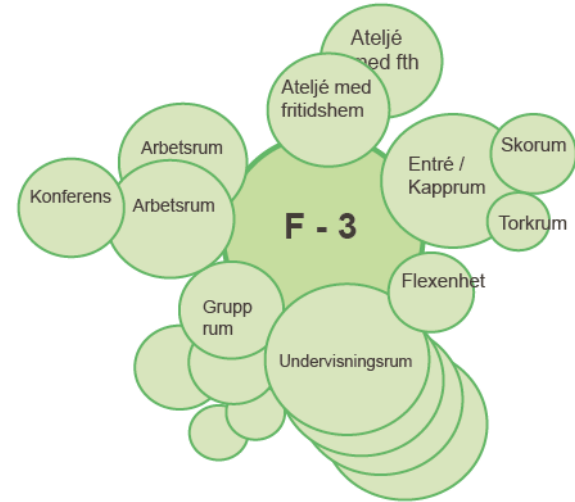 Ateljé
med fth
Ateljé med
fritidshem
Arbetsrum
Skorum
Entré /
Kapprum
Konferens
Arbetsrum
Torkrum
F - 3
Flexenhet
Grupp
rum
Undervisningsrum